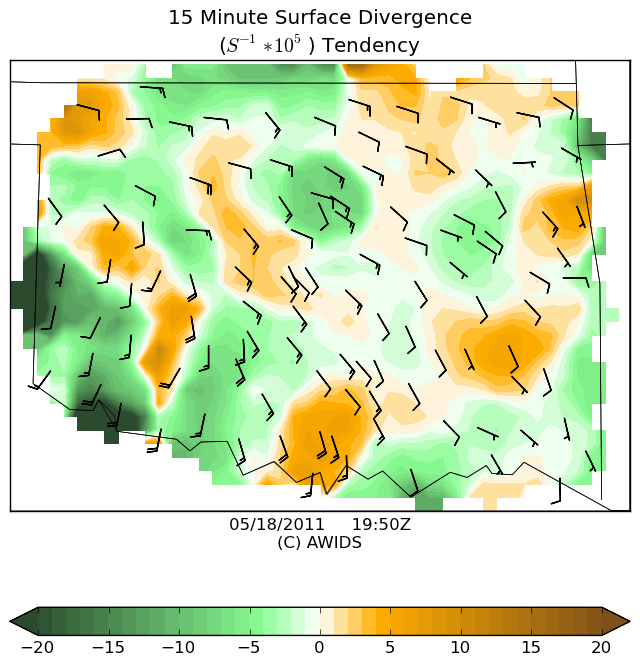 15 Minute Surface Divergence
(S⁻¹ *10⁵ ) Tendency
05/18/2011 19:50Z
(C) AWIDS
−20 −15 −10 −5 0 5 10 15 20